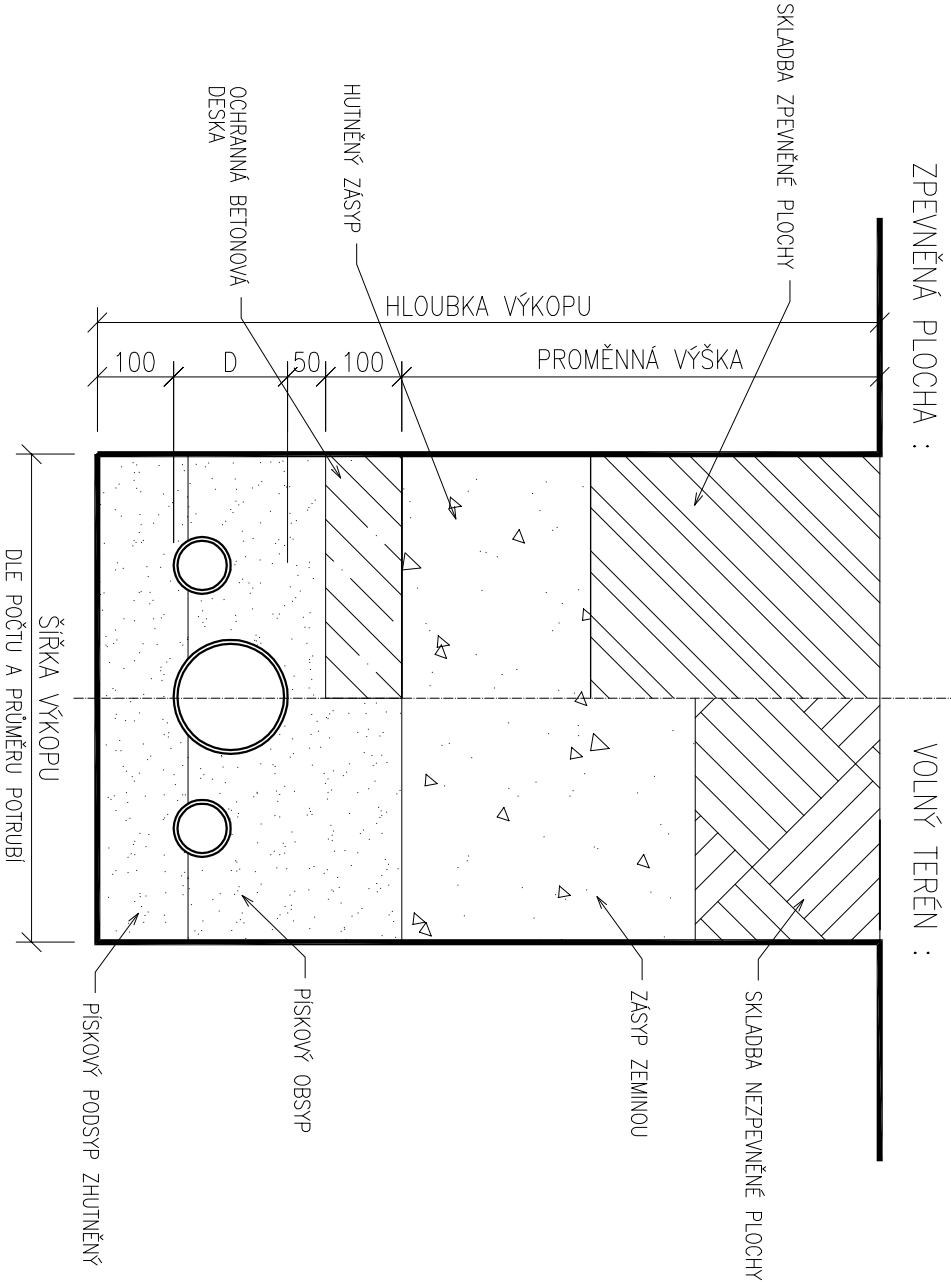 ZPEVNĚNÁ PLOCHA :
VOLNÝ TERÉN :
SKLADBA ZPEVNĚNÉ PLOCHY
HUTNĚNÝ ZÁSYP
OCHRANNÁ BETONOVÁ
DESKA
HLOUBKA VÝKOPU
PROMĚNNÁ VÝŠKA
100
50
D
100
SKLADBA NEZPEVNĚNÉ PLOCHY
ZÁSYP ZEMINOU
PÍSKOVÝ OBSYP
PÍSKOVÝ PODSYP ZHUTNĚNÝ
ŠÍŘKA VÝKOPU
DLE POČTU A PRŮMĚRU POTRUBÍ